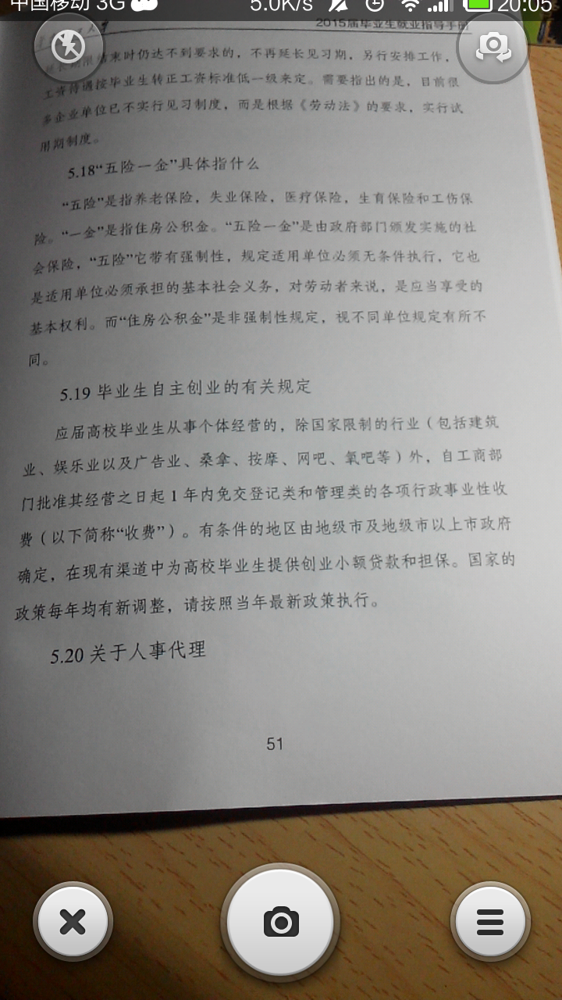 中国移动 3G 5.0K/s 20:05
2015届毕业生就业指导手册
结束时仍达不到要求的，不再延长见习期，另行安排工作，
工资待遇按毕业生转正工资标准低一级来定。需要指出的是，目前很
多企业单位已不实行见习制度，而是根据《劳动法》的要求，实行试
用期制度。
5.18“五险一金”具体指什么
“五险”是指养老保险，失业保险，医疗保险，生育保险和工伤保
险。“一金”是指住房公积金。“五险一金”是由政府部门颁发实施的社
会保险，“五险”它带有强制性，规定适用单位必须无条件执行，它也
是适用单位必须承担的基本社会义务，对劳动者来说，是应当享受的
基本权利。而“住房公积金”是非强制性规定，视不同单位规定有所不
同。
5.19 毕业生自主创业的有关规定
应届高校毕业生从事个体经营的，除国家限制的行业（包括建筑
业、娱乐业以及广告业、桑拿、按摩、网吧、氧吧等）外，自工商部
门批准其经营之日起 1 年内免交登记类和管理类的各项行政事业性收
费（以下简称“收费”）。有条件的地区由地级市及地级市以上市政府
确定，在现有渠道中为高校毕业生提供创业小额贷款和担保。国家的
政策每年均有新调整，请按照当年最新政策执行。
5.20 关于人事代理
51